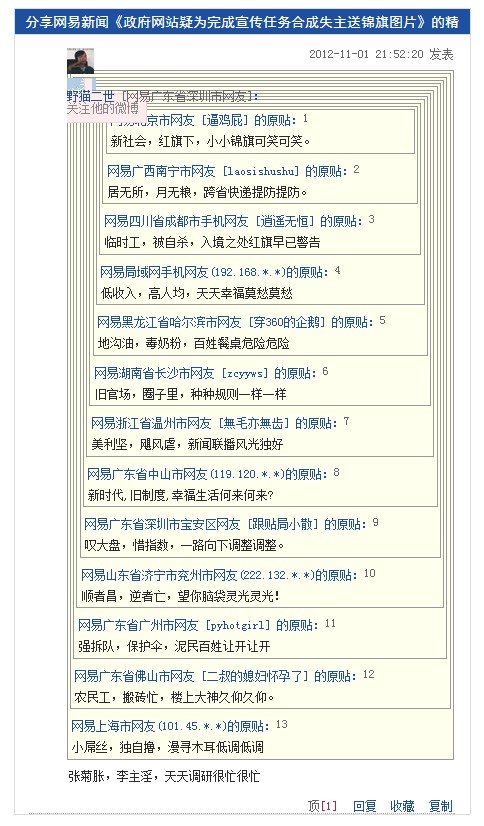 分享网易新闻《政府网站疑为完成宣传任务合成失主送锦旗图片》的精
2012-11-01 21:52:20 发表
野猫二世 [网易广东省深圳市网友]:
关注他的微博
网易北京市网友 [逼鸡屁] 的原贴: 1
新社会，红旗下，小小锦旗可笑可笑。
网易广西南宁市网友 [laosishushu] 的原贴: 2
居无所，月无粮，跨省快递提防提防。
网易四川省成都市手机网友 [逍遥无恒] 的原贴: 3
临时工，被自杀，入境之处红旗早已警告
网易局域网手机网友(192.168.*.*)的原贴: 4
低收入，高人均，天天幸福莫愁莫愁
网易黑龙江省哈尔滨市网友 [穿360的企鹅] 的原贴: 5
地沟油，毒奶粉，百姓餐桌危险危险
网易湖南省长沙市网友 [zcyyws] 的原贴: 6
旧官场，圈子里，种种规则一样一样
网易浙江省温州市网友 [無毛亦無齿] 的原贴: 7
美利坚，飓风虐，新闻联播风光独好
网易广东省中山市网友(119.120.*.*)的原贴: 8
新时代,旧制度,幸福生活何来何来?
网易广东省深圳市宝安区网友 [跟贴局小散] 的原贴: 9
叹大盘，惜指数，一路向下调整调整。
网易山东省济宁市兖州市网友(222.132.*.*)的原贴: 10
顺者昌，逆者亡，望你脑袋灵光灵光!
网易广东省广州市网友 [pyhotgirl] 的原贴: 11
强拆队，保护伞，泥民百姓让开让开
网易广东省佛山市网友 [二叔的媳妇怀孕了] 的原贴: 12
农民工，搬砖忙，楼上大神久仰久仰。
网易上海市网友(101.45.*.*)的原贴: 13
小屌丝，独自撸，漫寻木耳低调低调
张菊胀，李主淫，天天调研很忙很忙
顶[1] 回复 收藏 复制